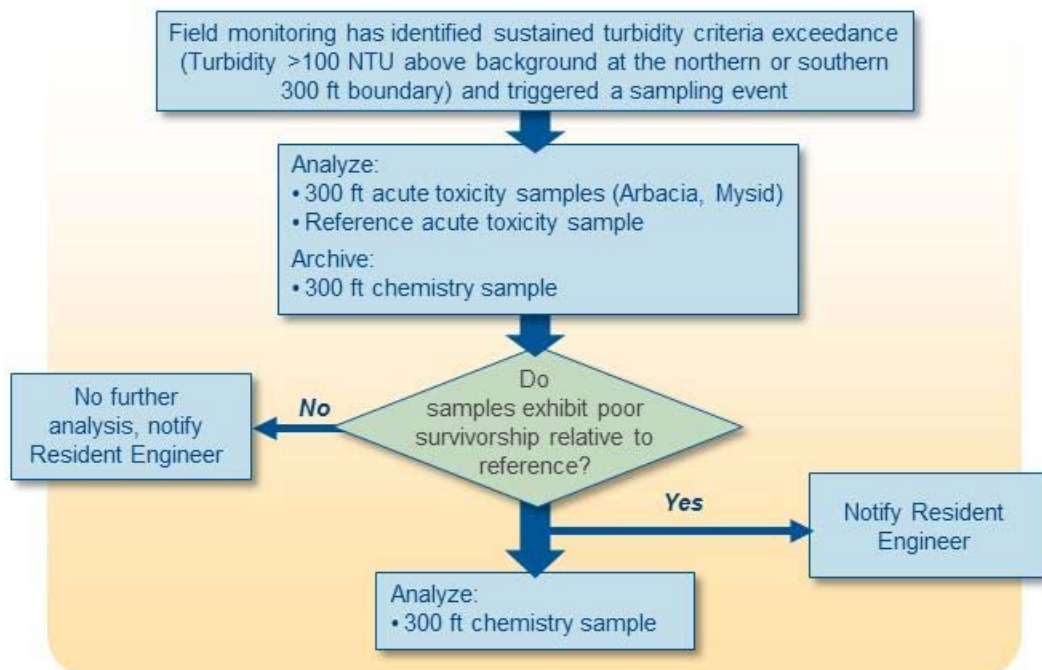 Field monitoring has identified sustained turbidity criteria exceedance
(Turbidity >100 NTU above background at the northern or southern
300 ft boundary) and triggered a sampling event
Analyze:
• 300 ft acute toxicity samples (Arbacia, Mysid)
• Reference acute toxicity sample
Archive:
• 300 ft chemistry sample
Do
samples exhibit poor
survivorship relative to
reference?
No
No further
analysis, notify
Resident Engineer
Yes
Notify Resident
Engineer
Analyze:
• 300 ft chemistry sample